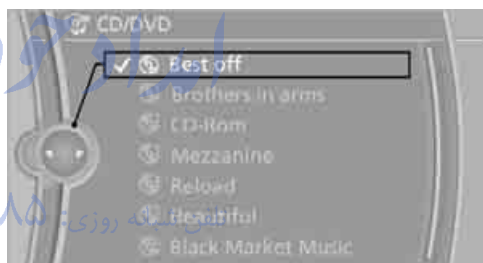 CD/DVD
Best off
Brothers in arms
CD-Rom
Mezzanine
Reload
Beautiful
Black Market Music